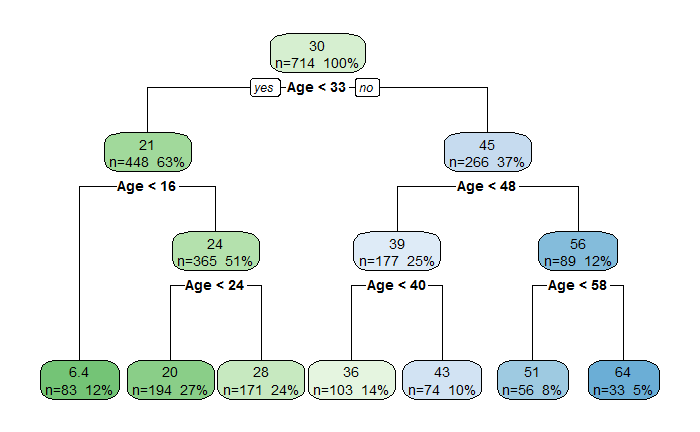 30
n=714 100%
yes Age < 33 no
21
n=448 63%
45
n=266 37%
Age < 16
Age < 48
24
n=365 51%
39
n=177 25%
56
n=89 12%
Age < 24
Age < 40
Age < 58
6.4
n=83 12%
20
n=194 27%
28
n=171 24%
36
n=103 14%
43
n=74 10%
51
n=56 8%
64
n=33 5%